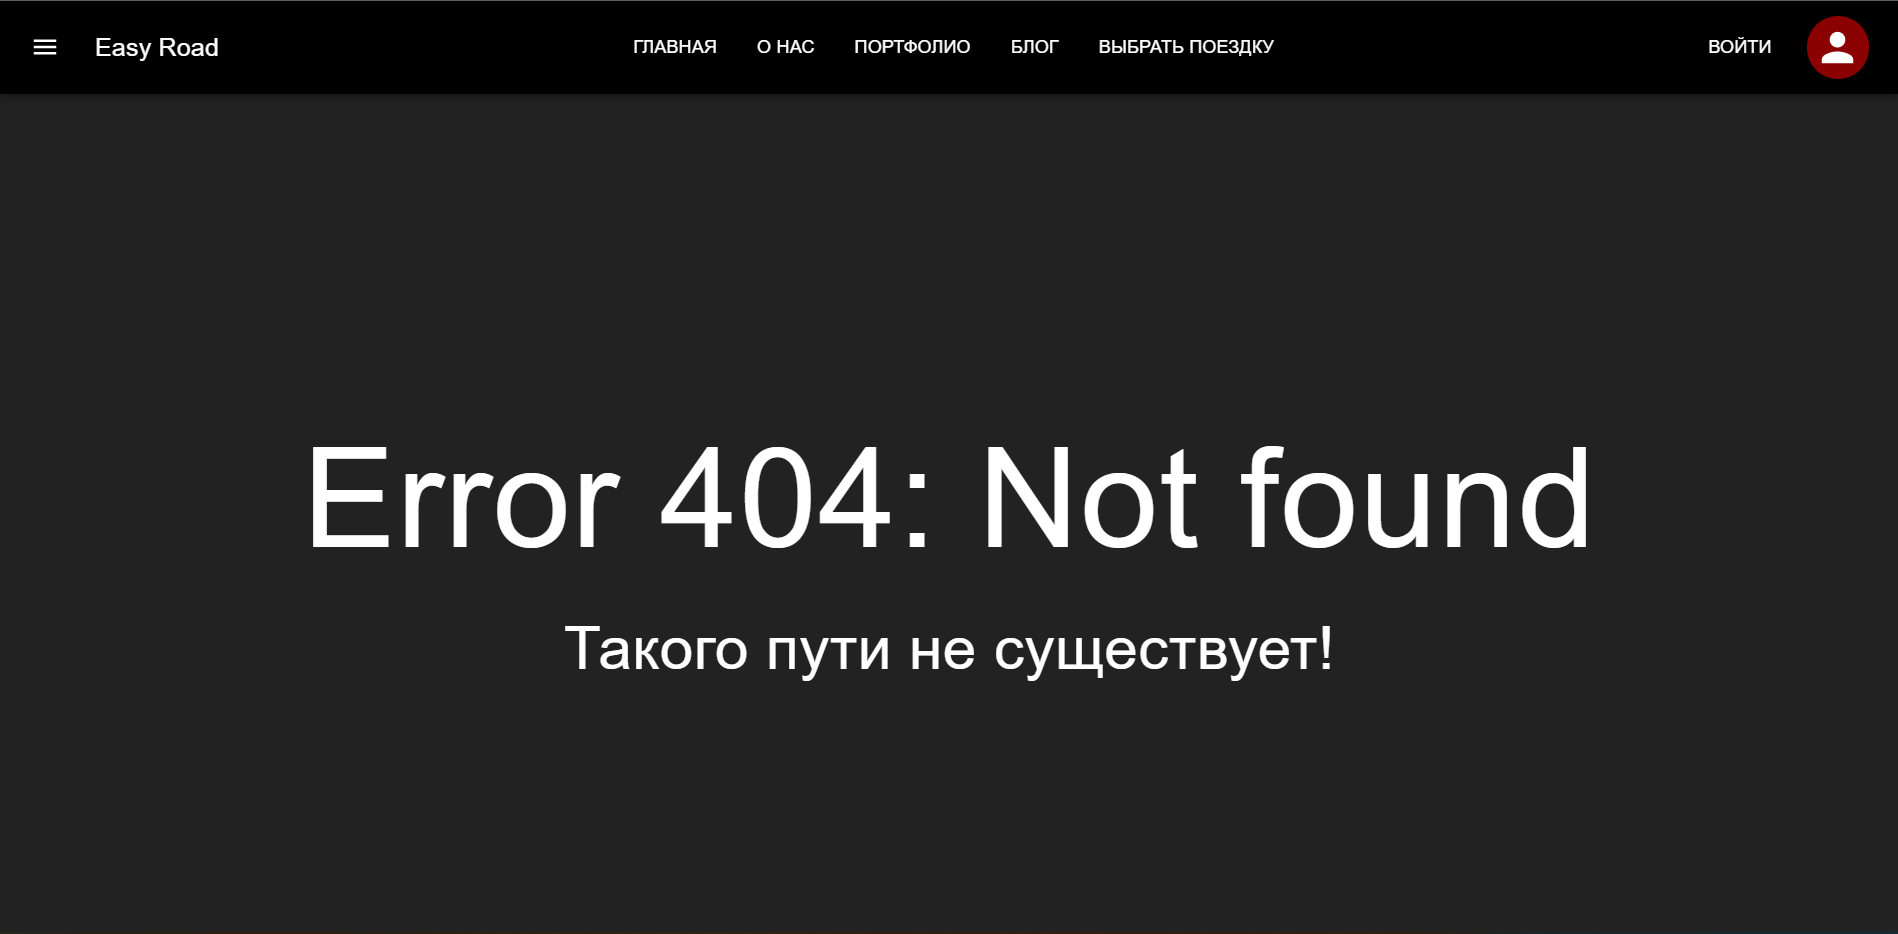 Easy Road
ГЛАВНАЯ О НАС ПОРТФОЛИО БЛОГ ВЫБРАТЬ ПОЕЗДКУ
ВОЙТИ
Error 404: Not found
Такого пути не существует!